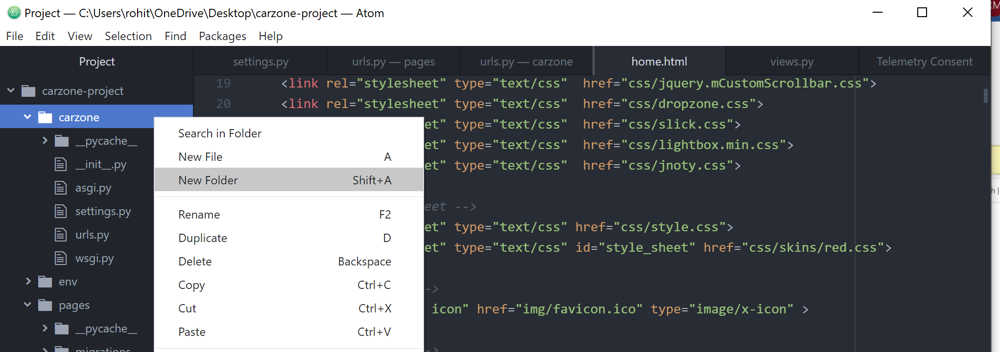 Project — C:\Users\rohit\OneDrive\Desktop\carzone-project — Atom
File Edit View Selection Find Packages Help
Project
settings.py urls.py — pages urls.py — carzone home.html views.py Telemetry Consent
carzone-project
carzone
__pycache__
__init__.py
asgi.py
settings.py
urls.py
wsgi.py
env
pages
__pycache__
migrations
Search in Folder
New File A
New Folder Shift+A
Rename F2
Duplicate D
Delete Backspace
Copy Ctrl+C
Cut Ctrl+X
Paste Ctrl+V
19 <link rel="stylesheet" type="text/css" href="css/jquery.mCustomScrollbar.css">
20 <link rel="stylesheet" type="text/css" href="css/dropzone.css">
et" type="text/css" href="css/slick.css">
et" type="text/css" href="css/lightbox.min.css">
et" type="text/css" href="css/jnoty.css">
eet -->
et" type="text/css" href="css/style.css">
et" type="text/css" id="style_sheet" href="css/skins/red.css">
->
icon" href="img/favicon.ico" type="image/x-icon" >
->
RM
h |